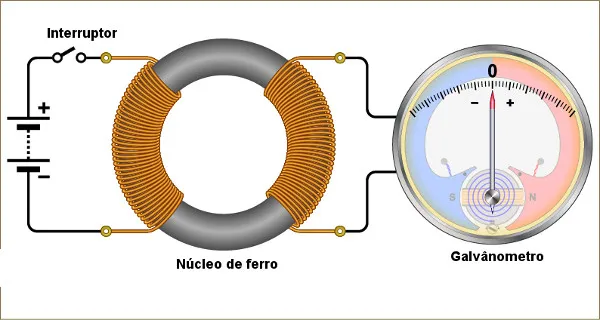 Interruptor
+
-
0
− +
S N
Núcleo de ferro
Galvânometro